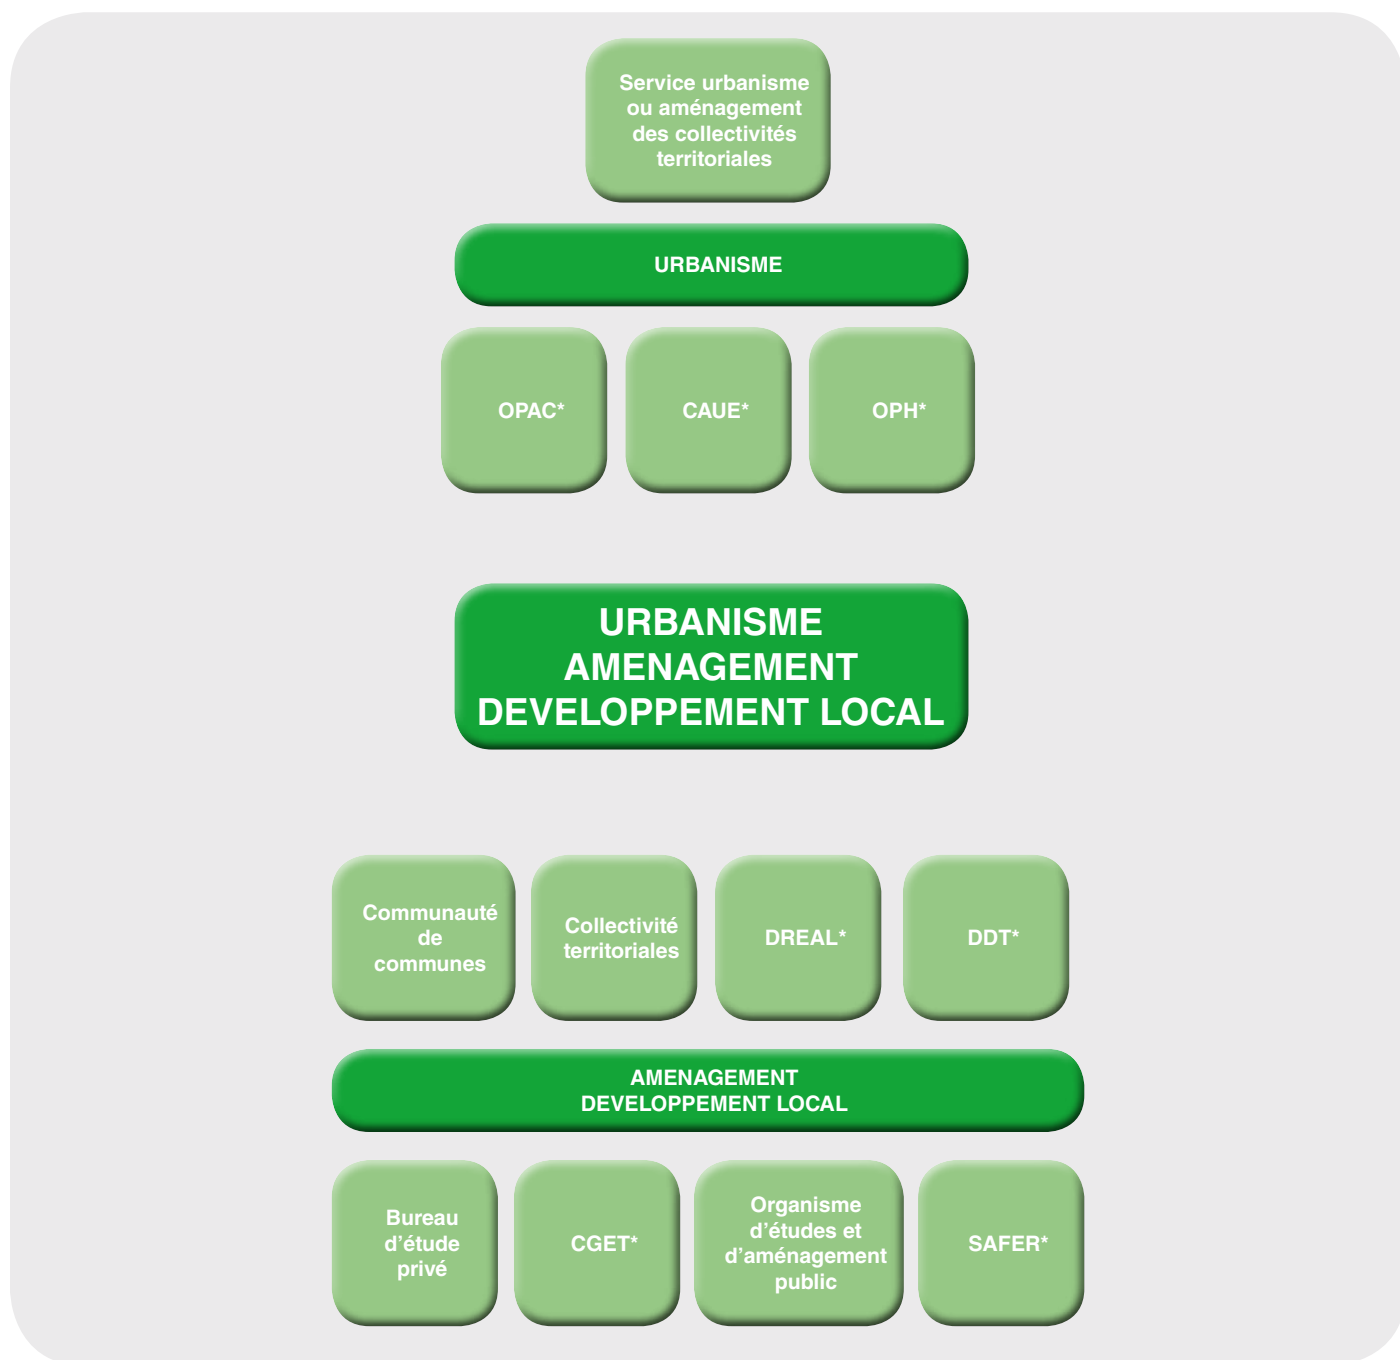 Service urbanisme
ou aménagement
des collectivités
territoriales
URBANISME
OPAC*
CAUE*
OPH*
URBANISME
AMENAGEMENT
DEVELOPPEMENT LOCAL
Communauté
de
communes
Collectivité
territoriales
DREAL*
DDT*
AMENAGEMENT
DEVELOPPEMENT LOCAL
Bureau
d’étude
privé
CGET*
Organisme
d’études et
d’aménagement
public
SAFER*